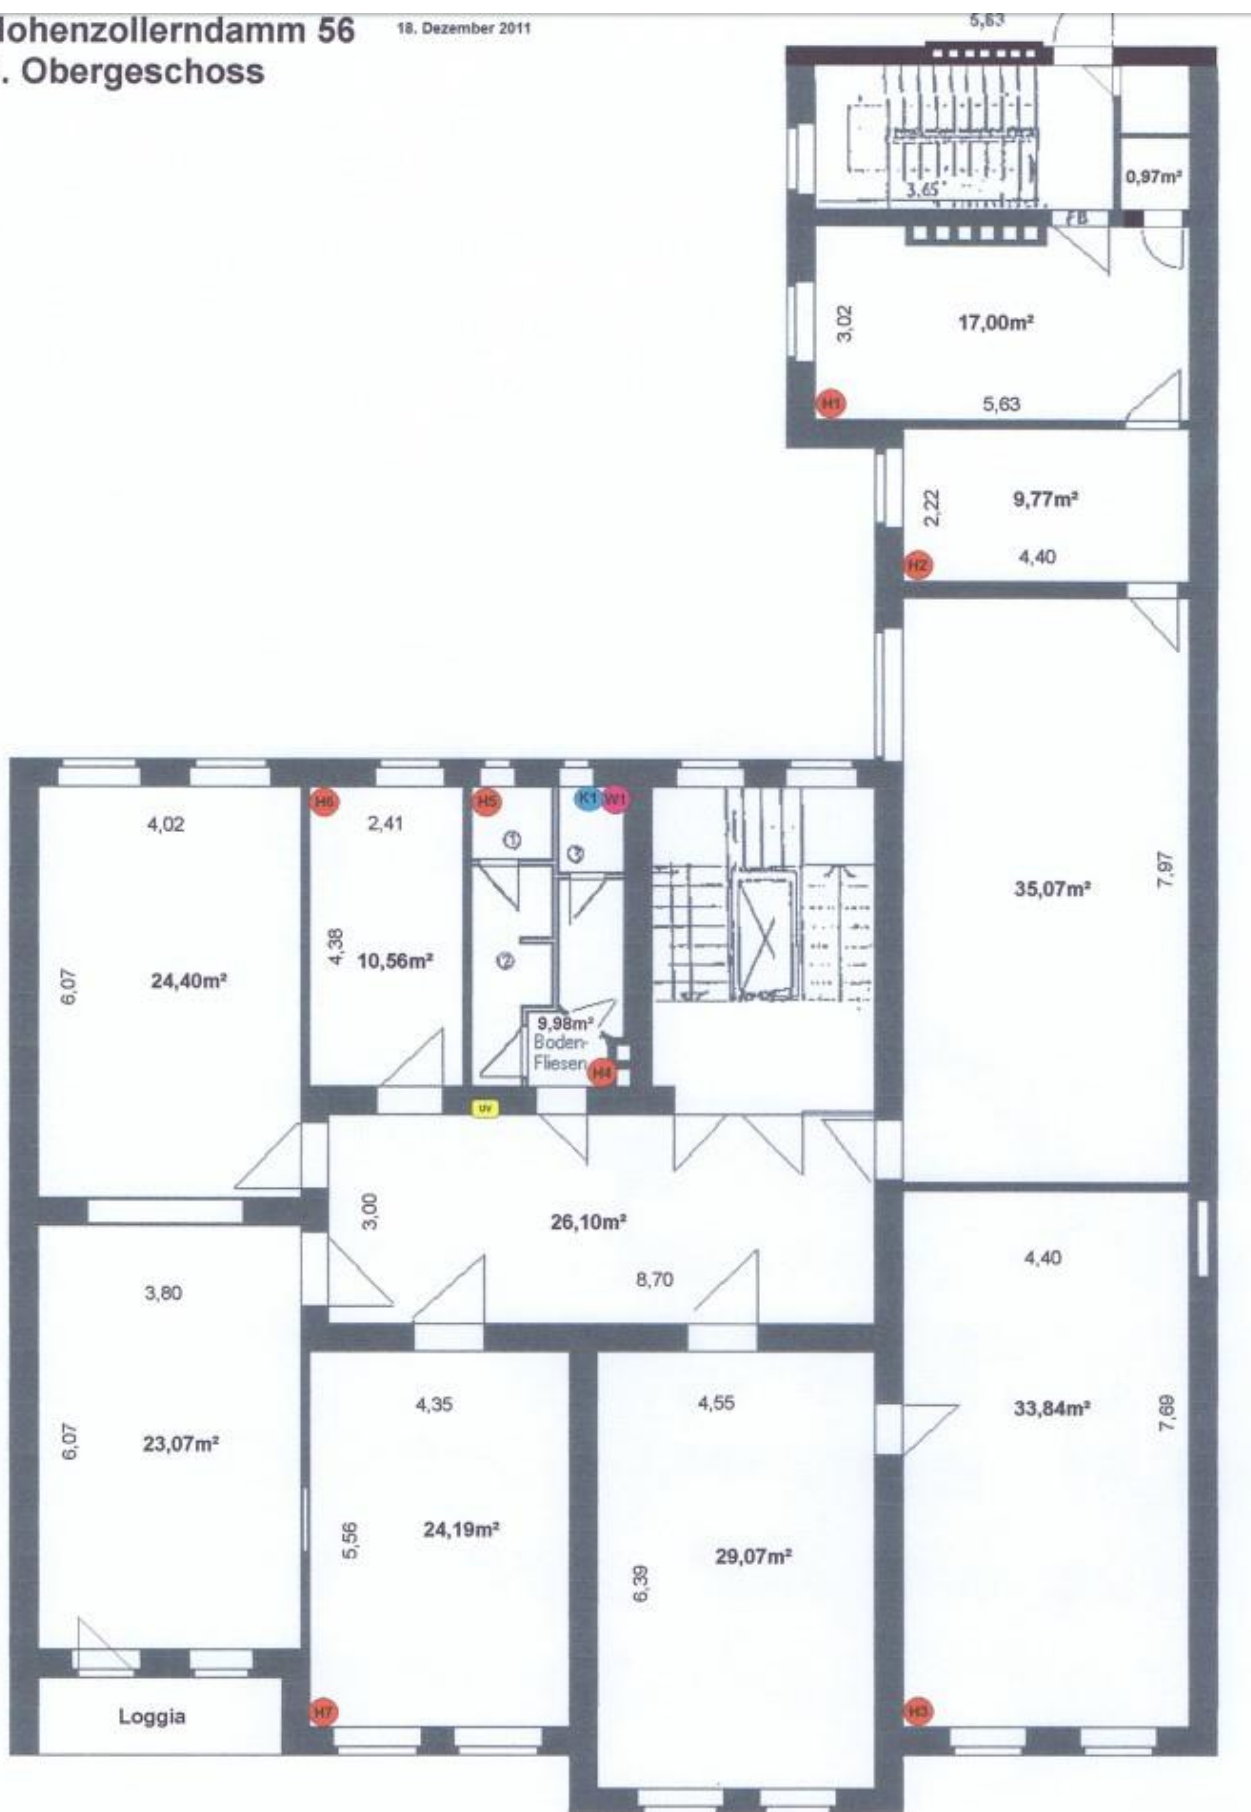 ohenzollerndamm 56
18. Dezember 2011
. Obergeschoss
5,63
3,65
0,97m²
FB
3,02
17,00m²
H1
5,63
2,22
9,77m²
H2
4,40
4,02
H6
2,41
H5
K1
W1
1
3
7,97
35,07m²
4,38
10,56m²
2
6,07
24,40m²
9,98m²
Boden-
Fliesen
H4
UV
3,00
26,10m²
8,70
4,40
3,80
4,35
4,55
33,84m²
7,69
6,07
23,07m²
5,56
24,19m²
29,07m²
6,39
Loggia
H7
H3